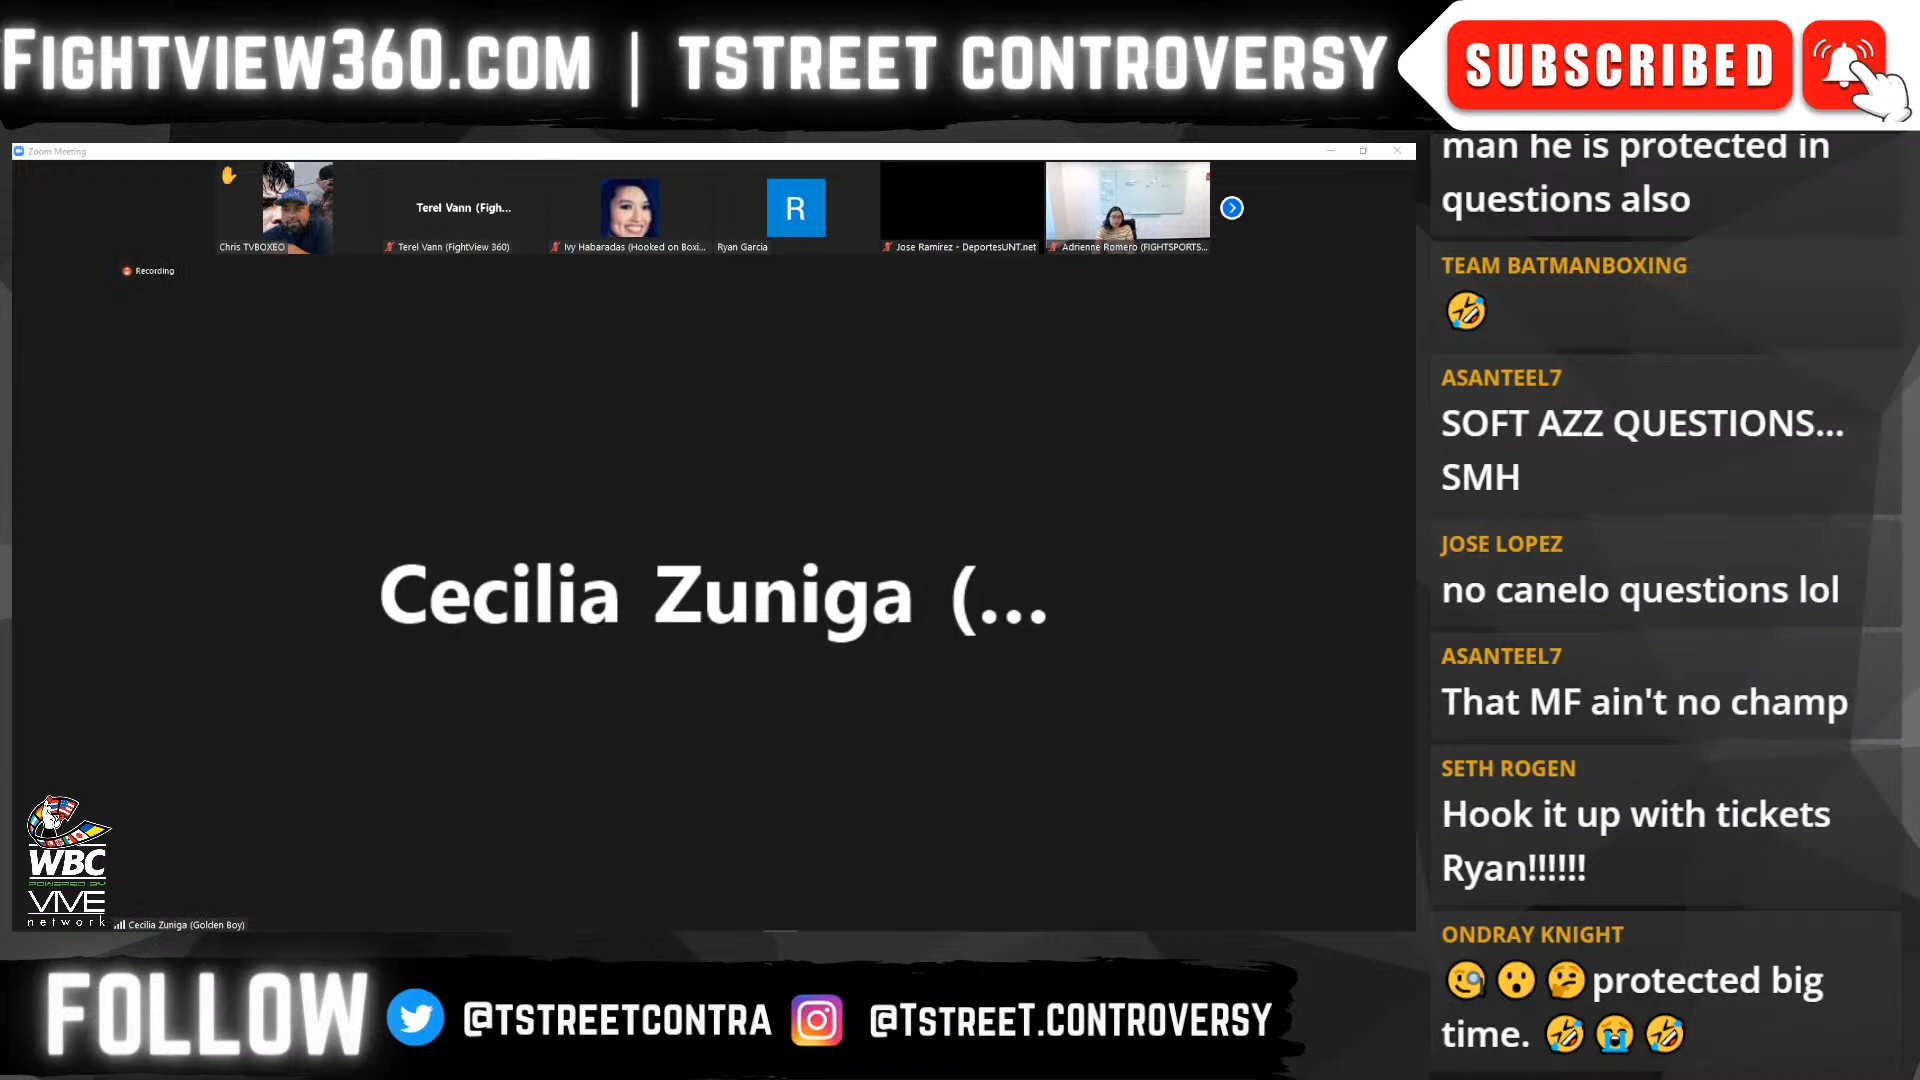 FIGHTVIEW360.COM | TSTREET CONTROVERSY
SUBSCRIBED
Zoom Meeting
Terel Vann (Figh...
R
Chris TVBOXEO
Terel Vann (FightView 360)
Ivy Habaradas (Hooked on Boxi...
Ryan Garcia
Jose Ramirez - DeportesUNT.net
Adrienne Romero (FIGHTSPORTS...
Recording
Cecilia Zuniga (...
WBC
POWERED BY
VIVE
network
Cecilia Zuniga (Golden Boy)
man he is protected in
questions also
TEAM BATMANBOXING
🤣
ASANTEEL7
SOFT AZZ QUESTIONS...
SMH
JOSE LOPEZ
no canelo questions lol
ASANTEEL7
That MF ain't no champ
SETH ROGEN
Hook it up with tickets
Ryan!!!!!!
ONDRAY KNIGHT
🧐😮🤔protected big
time. 🤣😭🤣
FOLLOW
@TSTREETCONTRA
@TSTREET.CONTROVERSY